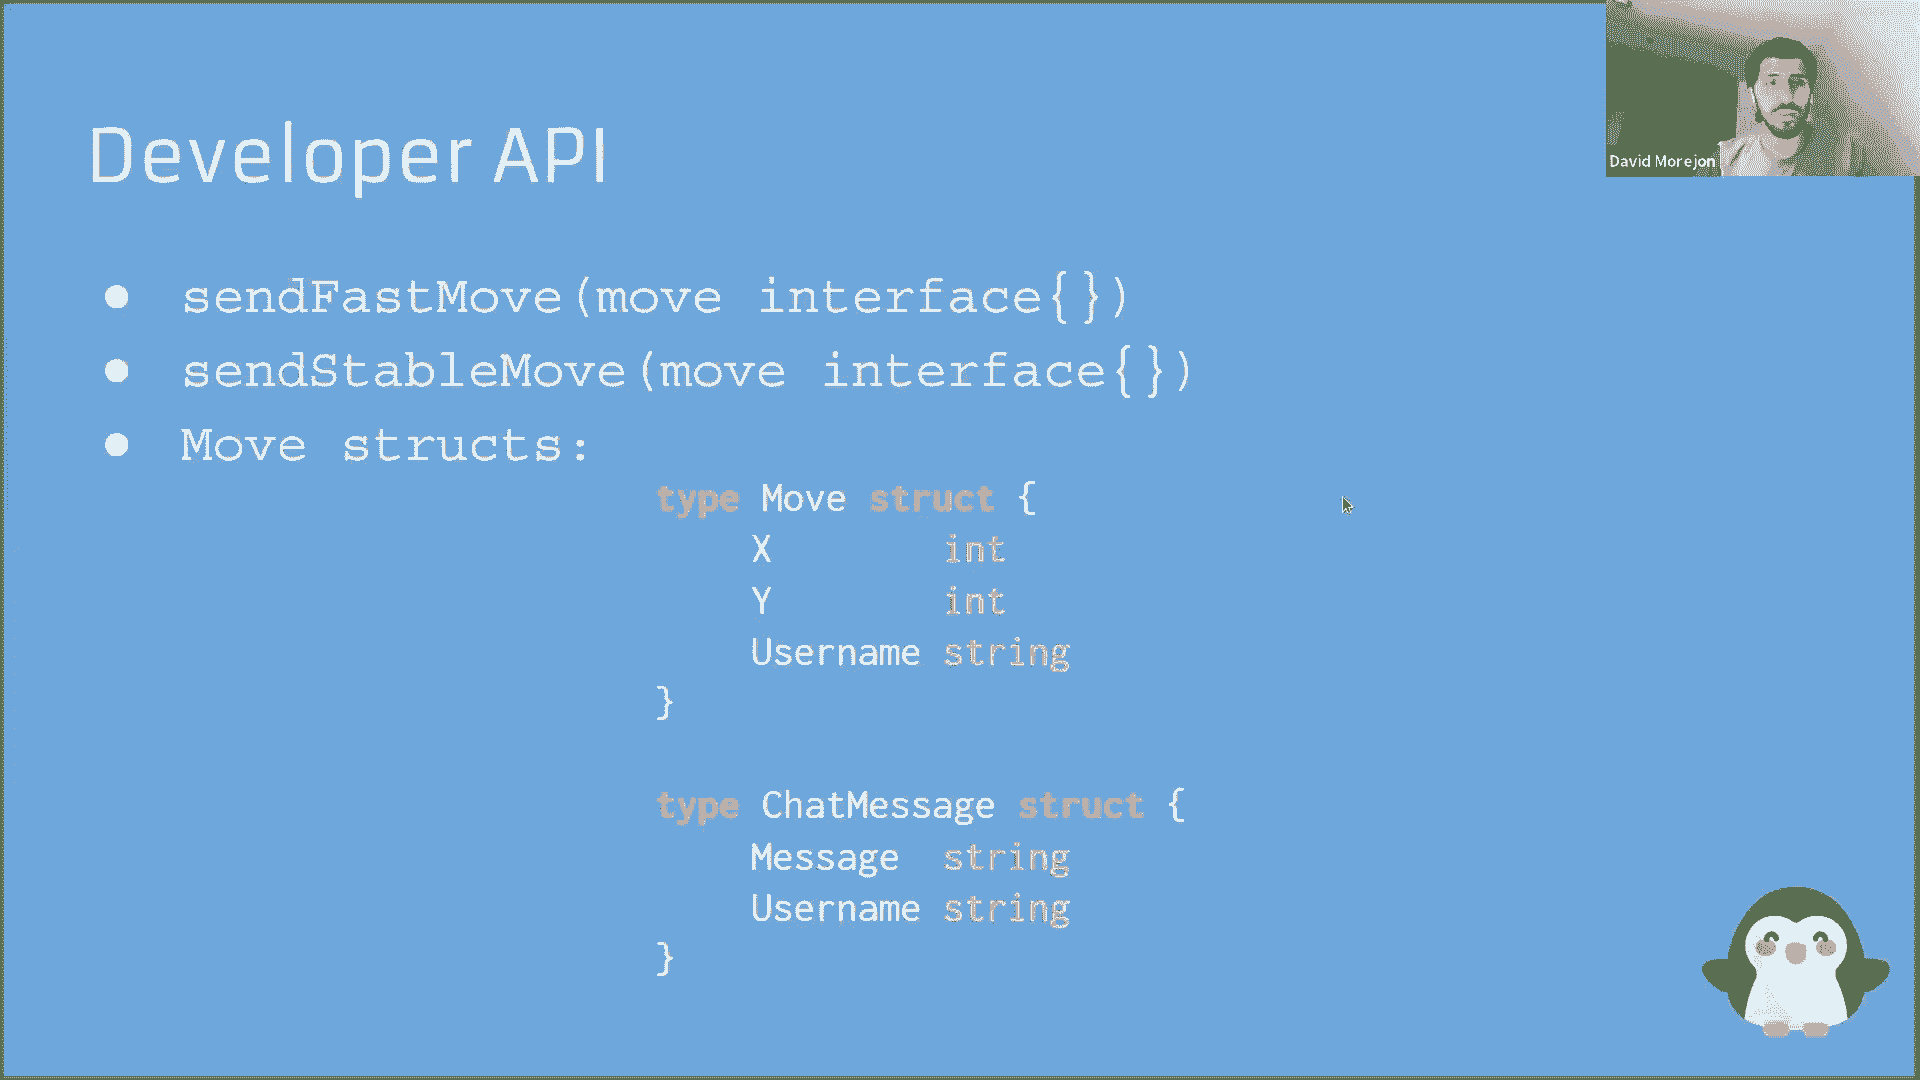 Developer API
David Morejon
● sendFastMove(move interface{})
● sendStableMove(move interface{})
● Move structs:
type Move struct {
X int
Y int
Username string
}
type ChatMessage struct {
Message string
Username string
}